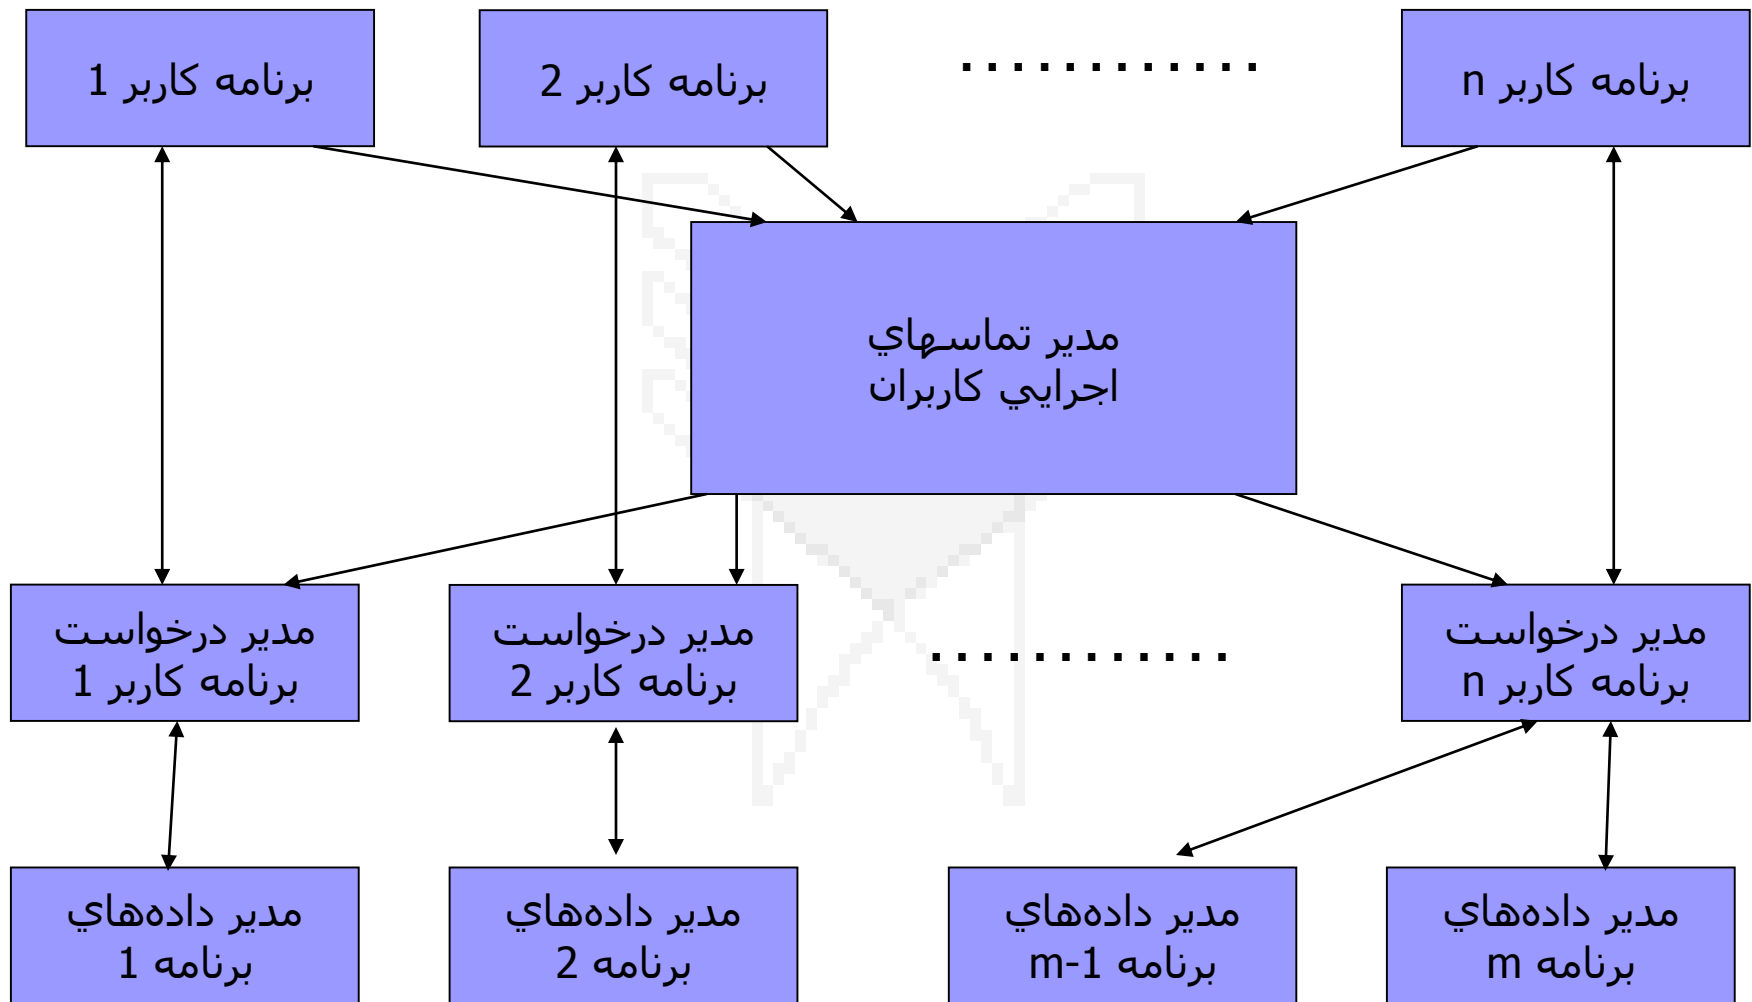 برنامه کاربر 1
برنامه کاربر 2
............
برنامه کاربر n
مدير تماسهاي
اجرايي کاربران
مدير درخواست
برنامه کاربر 1
مدير درخواست
برنامه کاربر 2
............
مدير درخواست
برنامه کاربر n
مدير داده‌هاي
برنامه 1
مدير داده‌هاي
برنامه 2
مدير داده‌هاي
برنامه m-1
مدير داده‌هاي
برنامه m